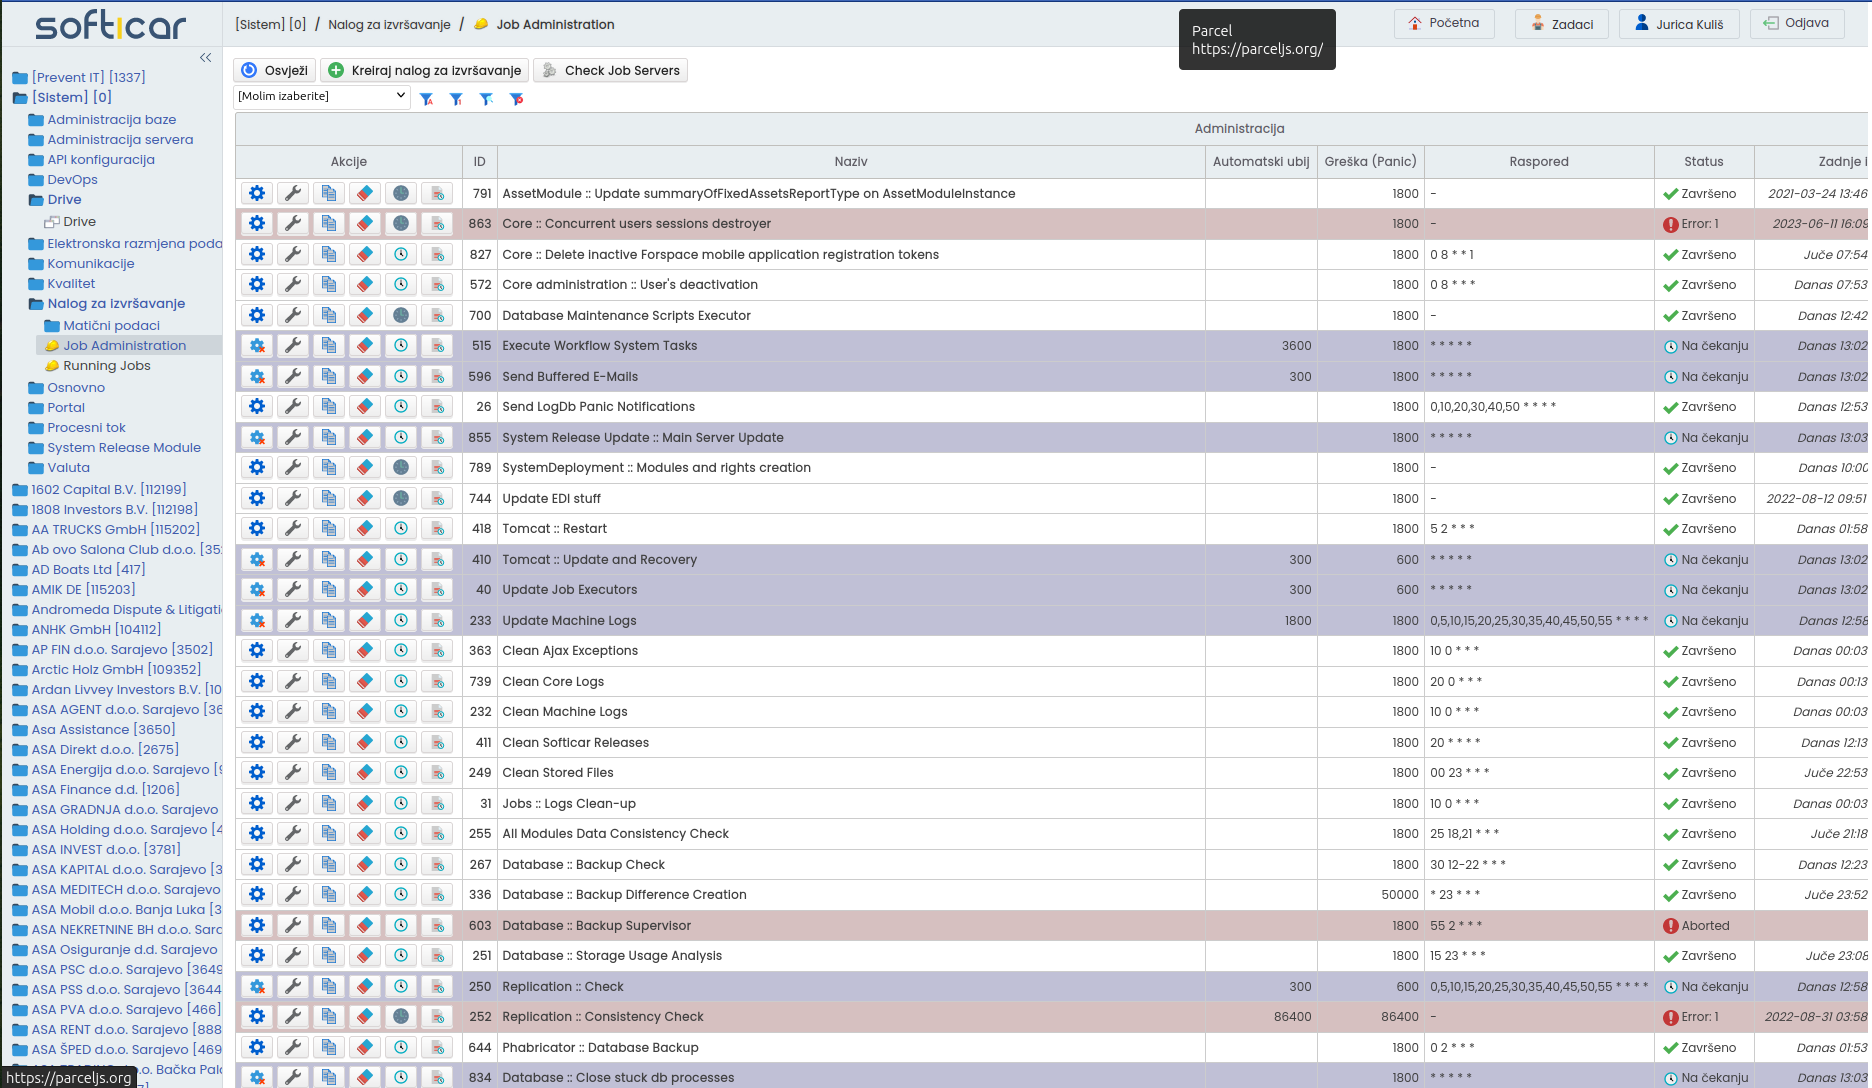 softicar
[Sistem] [0] / Nalog za izvršavanje / Job Administration
Parcel
https://parceljs.org/
Početna
Zadaci
Jurica Kuliš
Odjava
[Prevent IT] [1337]
[Sistem] [0]
Administracija baze
Administracija servera
API konfiguracija
DevOps
Drive
Drive
Elektronska razmjena poda
Komunikacije
Kvalitet
Nalog za izvršavanje
Matični podaci
Job Administration
Running Jobs
Osnovno
Portal
Procesni tok
System Release Module
Valuta
1602 Capital B.V. [112199]
1808 Investors B.V. [112198]
AA TRUCKS GmbH [115202]
Ab ovo Salona Club d.o.o. [35
AD Boats Ltd [417]
AMIK DE [115203]
Andromeda Dispute & Litigati
ANHK GmbH [104112]
AP FIN d.o.o. Sarajevo [3502]
Arctic Holz GmbH [109352]
Ardan Livvey Investors B.V. [10
ASA AGENT d.o.o. Sarajevo [36
Asa Assistance [3650]
ASA Direkt d.o.o. [2675]
ASA Energija d.o.o. Sarajevo [
ASA Finance d.d. [1206]
ASA GRADNJA d.o.o. Sarajevo
ASA Holding d.o.o. Sarajevo [4
ASA INVEST d.o.o. [3781]
ASA KAPITAL d.o.o. Sarajevo [3
ASA MEDITECH d.o.o. Sarajevo
ASA Mobil d.o.o. Banja Luka [3
ASA NEKRETNINE BH d.o.o. Sara
ASA Osiguranje d.d. Sarajevo
ASA PSC d.o.o. Sarajevo [3649
ASA PSS d.o.o. Sarajevo [3644
ASA PVA d.o.o. Sarajevo [466]
ASA RENT d.o.o. Sarajevo [888
ASA ŠPED d.o.o. Sarajevo [469
.o. Bačka Pal
https://parceljs.org
Osvježi
Kreiraj nalog za izvršavanje
Check Job Servers
[Molim izaberite]
Administracija
Akcije ID Naziv Automatski ubij Greška (Panic) Raspored Status Zadnje i
791 AssetModule :: Update summaryOfFixedAssetsReportType on AssetModuleInstance 1800 - Završeno 2021-03-24 13:46
863 Core :: Concurrent users sessions destroyer 1800 - Error: 1 2023-06-11 16:09
827 Core :: Delete inactive Forspace mobile application registration tokens 1800 0 8 * * 1 Završeno Juče 07:54
572 Core administration :: User's deactivation 1800 0 8 * * * Završeno Danas 07:53
700 Database Maintenance Scripts Executor 1800 - Završeno Danas 12:42
515 Execute Workflow System Tasks 3600 1800 * * * * * Na čekanju Danas 13:02
596 Send Buffered E-Mails 300 1800 * * * * * Na čekanju Danas 13:02
26 Send LogDb Panic Notifications 1800 0,10,20,30,40,50 * * * * Završeno Danas 12:53
855 System Release Update :: Main Server Update 1800 * * * * * Na čekanju Danas 13:03
789 SystemDeployment :: Modules and rights creation 1800 - Završeno Danas 10:00
744 Update EDI stuff 1800 - Završeno 2022-08-12 09:51
418 Tomcat :: Restart 1800 5 2 * * * Završeno Danas 01:58
410 Tomcat :: Update and Recovery 300 600 * * * * * Na čekanju Danas 13:02
40 Update Job Executors 300 600 * * * * * Na čekanju Danas 13:02
233 Update Machine Logs 1800 1800 0,5,10,15,20,25,30,35,40,45,50,55 * * * * Na čekanju Danas 12:58
363 Clean Ajax Exceptions 1800 10 0 * * * Završeno Danas 00:03
739 Clean Core Logs 1800 20 0 * * * Završeno Danas 00:13
232 Clean Machine Logs 1800 10 0 * * * Završeno Danas 00:03
411 Clean Softicar Releases 1800 20 * * * * Završeno Danas 12:13
249 Clean Stored Files 1800 00 23 * * * Završeno Juče 22:53
31 Jobs :: Logs Clean-up 1800 10 0 * * * Završeno Danas 00:03
255 All Modules Data Consistency Check 1800 25 18,21 * * * Završeno Juče 21:18
267 Database :: Backup Check 1800 30 12-22 * * * Završeno Danas 12:23
336 Database :: Backup Difference Creation 50000 * 23 * * * Završeno Juče 23:52
603 Database :: Backup Supervisor 1800 55 2 * * * Aborted
251 Database :: Storage Usage Analysis 1800 15 23 * * * Završeno Juče 23:08
250 Replication :: Check 300 600 0,5,10,15,20,25,30,35,40,45,50,55 * * * * Na čekanju Danas 12:58
252 Replication :: Consistency Check 86400 86400 - Error: 1 2022-08-31 03:58
644 Phabricator :: Database Backup 1800 0 2 * * * Završeno Danas 01:53
834 Database :: Close stuck db processes 1800 * * * * * Na čekanju Danas 13:03